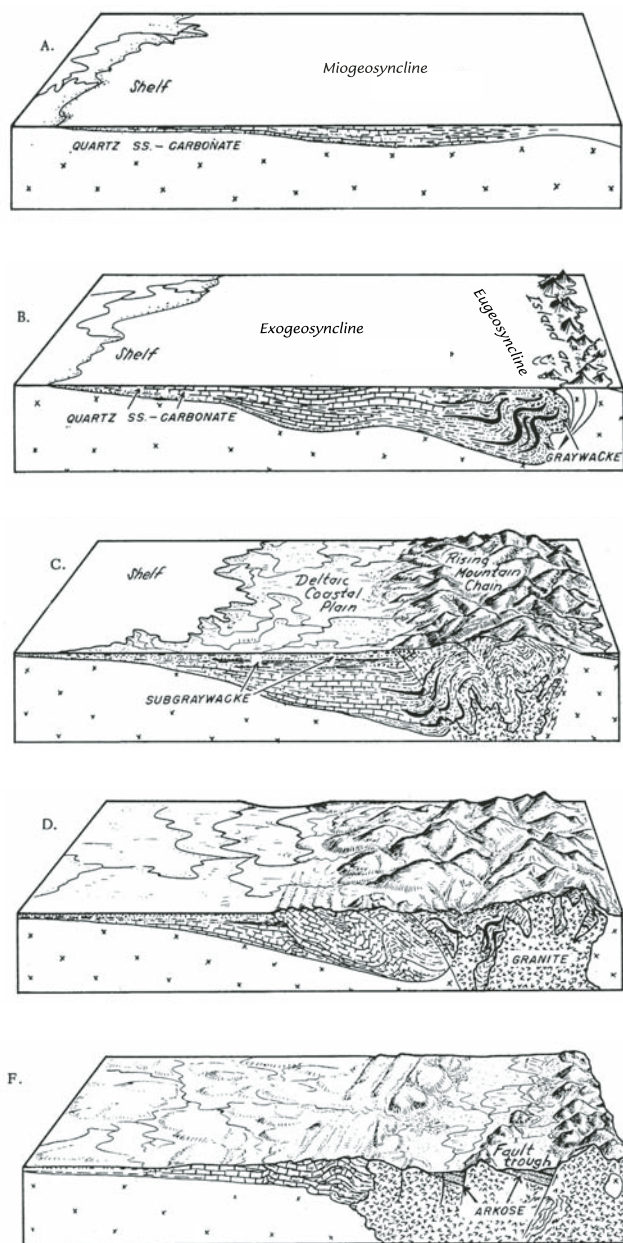 A.
Miogeosyncline
Shelf
QUARTZ SS.-CARBONATE
B.
Exogeosyncline
Eugeosyncline
Island arc
Shelf
QUARTZ SS.-CARBONATE
GRAYWACKE
C.
Shelf
Deltaic
Coastal
Plain
Rising
Mountain
Chain
SUBGRAYWACKE
D.
GRANITE
F.
Fault
trough
ARKOSE